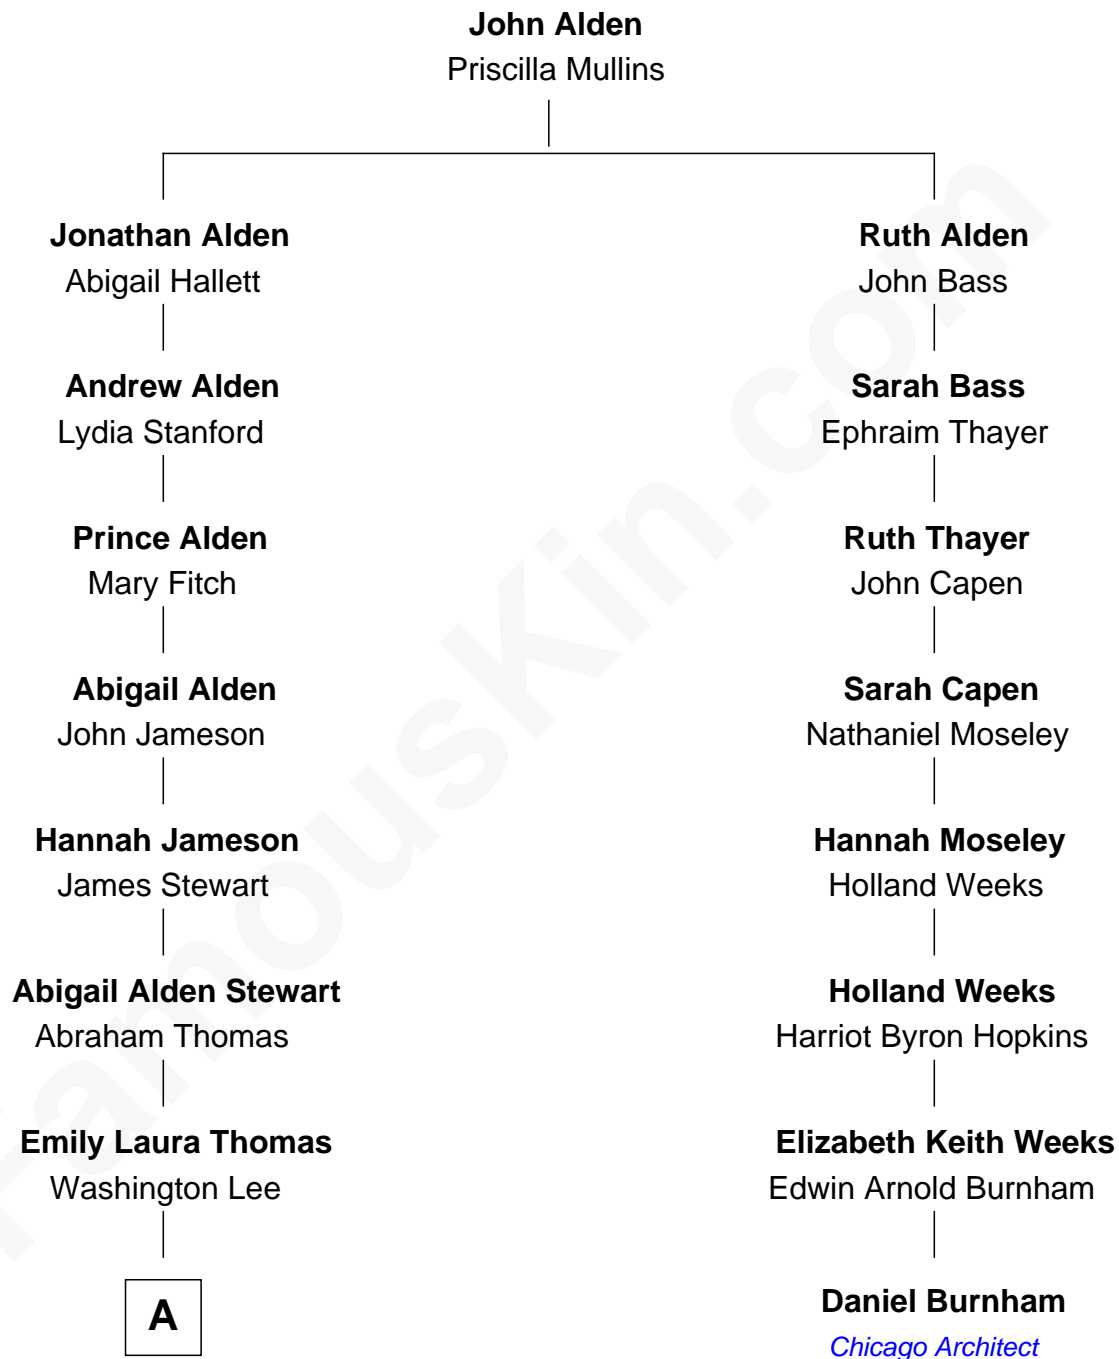 John Alden
Priscilla Mullins
Jonathan Alden
Abigail Hallett
Ruth Alden
John Bass
Andrew Alden
Lydia Stanford
Sarah Bass
Ephraim Thayer
Prince Alden
Mary Fitch
Ruth Thayer
John Capen
Abigail Alden
John Jameson
Sarah Capen
Nathaniel Moseley
Hannah Jameson
James Stewart
Hannah Moseley
Holland Weeks
Abigail Alden Stewart
Abraham Thomas
Holland Weeks
Harriot Byron Hopkins
Emily Laura Thomas
Washington Lee
Elizabeth Keith Weeks
Edwin Arnold Burnham
A
Daniel Burnham
Chicago Architect
FamousKin.com